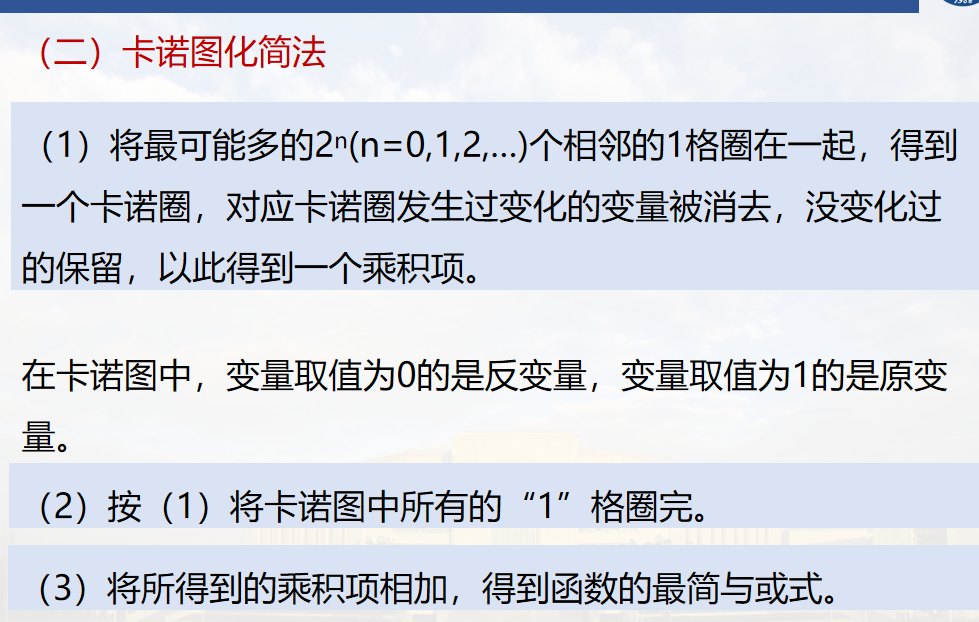 （二）卡诺图化简法
（1）将最可能多的2ⁿ(n=0,1,2,...)个相邻的1格圈在一起，得到
一个卡诺圈，对应卡诺圈发生过变化的变量被消去，没变化过
的保留，以此得到一个乘积项。
在卡诺图中，变量取值为0的是反变量，变量取值为1的是原变
量。
（2）按（1）将卡诺图中所有的“1”格圈完。
（3）将所得到的乘积项相加，得到函数的最简与或式。